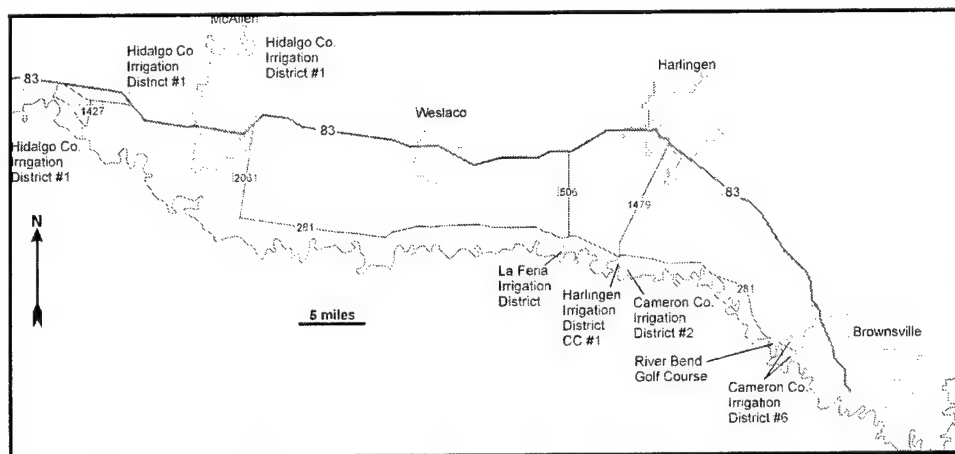 McAllen
Hidalgo Co.
Irrigation
District #1
Hidalgo Co.
Irrigation
District #1
Harlingen
83
1427
Weslaco
83
Hidalgo Co.
Irrigation
District #1
2061
506
1479
83
N
281
281
5 miles
La Feria
Irrigation
District
Harlingen
Irrigation
District
CC #1
Cameron Co.
Irrigation
District #2
River Bend
Golf Course
Brownsville
Cameron Co.
Irrigation
District #6